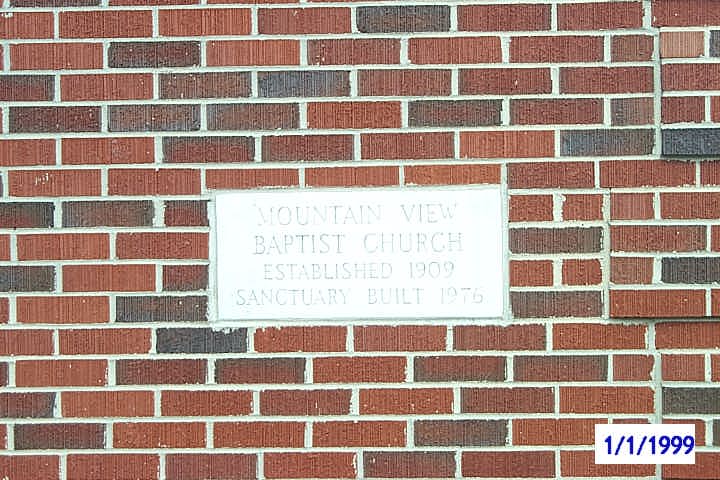 MOUNTAIN VIEW
BAPTIST CHURCH
ESTABLISHED 1909
SANCTUARY BUILT 1976
1/1/1999